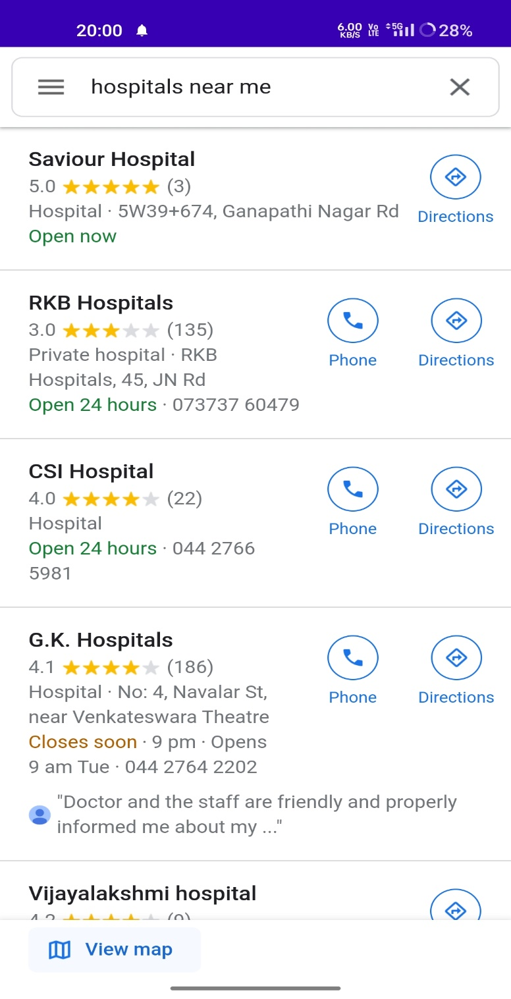 20:00 6.00 KB/S Vo LTE 5G 28%
hospitals near me
Saviour Hospital
5.0 (3)
Hospital · 5W39+674, Ganapathi Nagar Rd
Directions
Open now
RKB Hospitals
3.0 (135)
Private hospital · RKB
Phone Directions
Hospitals, 45, JN Rd
Open 24 hours · 073737 60479
CSI Hospital
4.0 (22)
Hospital
Phone Directions
Open 24 hours · 044 2766
5981
G.K. Hospitals
4.1 (186)
Hospital · No: 4, Navalar St,
Phone Directions
near Venkateswara Theatre
Closes soon · 9 pm · Opens
9 am Tue · 044 2764 2202
"Doctor and the staff are friendly and properly
informed me about my ..."
Vijayalakshmi hospital
View map